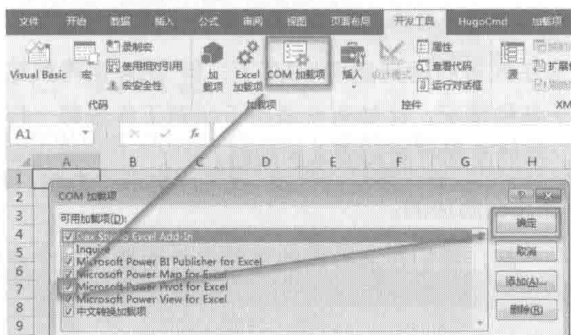 文件 开始 数据 插入 公式 审阅 视图 页面布局 开发工具 HugoCmd 加载项
Visual Basic 宏 录制宏 使用相对引用 宏安全性 加载项 Excel 加载项 COM 加载项 插入 设计模式 属性 查看代码 运行对话框 源
代码 加载项 控件 XM
A1 fx
A B C D E F G H
1
2 COM 加载项
3 可用加载项(D): 确定
4 Dax Studio Excel Add-In
5 Inquire 取消
6 Microsoft Power BI Publisher for Excel
Microsoft Power Map for Excel 添加(A)...
7 Microsoft Power Pivot for Excel
8 Microsoft Power View for Excel 删除(R)
中文转换加载项
9